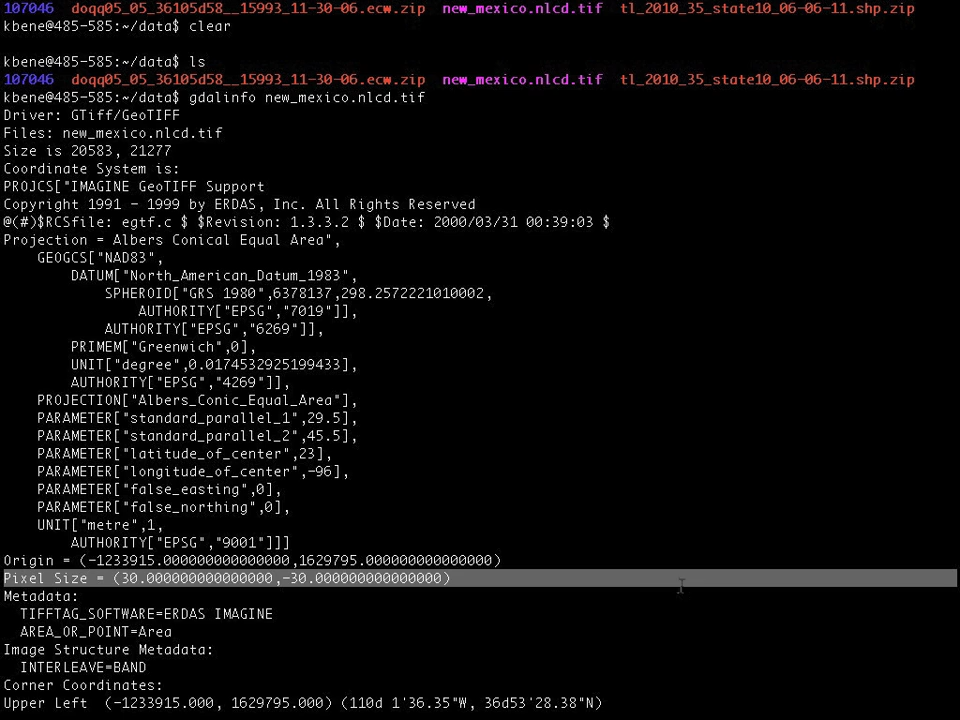 107046  doqq05_05_36105d58__15993_11-30-06.ecw.zip  new_mexico.nlcd.tif  tl_2010_35_state10_06-06-11.shp.zip
kbene@485-585:~/data$ clear
kbene@485-585:~/data$ ls
107046  doqq05_05_36105d58__15993_11-30-06.ecw.zip  new_mexico.nlcd.tif  tl_2010_35_state10_06-06-11.shp.zip
kbene@485-585:~/data$ gdalinfo new_mexico.nlcd.tif
Driver: GTiff/GeoTIFF
Files: new_mexico.nlcd.tif
Size is 20583, 21277
Coordinate System is:
PROJCS["IMAGINE GeoTIFF Support
Copyright 1991 - 1999 by ERDAS, Inc. All Rights Reserved
@(#)$RCSfile: egtf.c $ $Revision: 1.3.3.2 $ $Date: 2000/03/31 00:39:03 $
Projection = Albers Conical Equal Area",
    GEOGCS["NAD83",
        DATUM["North_American_Datum_1983",
            SPHEROID["GRS 1980",6378137,298.2572221010002,
                AUTHORITY["EPSG","7019"]],
            AUTHORITY["EPSG","6269"]],
        PRIMEM["Greenwich",0],
        UNIT["degree",0.0174532925199433],
        AUTHORITY["EPSG","4269"]],
    PROJECTION["Albers_Conic_Equal_Area"],
    PARAMETER["standard_parallel_1",29.5],
    PARAMETER["standard_parallel_2",45.5],
    PARAMETER["latitude_of_center",23],
    PARAMETER["longitude_of_center",-96],
    PARAMETER["false_easting",0],
    PARAMETER["false_northing",0],
    UNIT["metre",1,
        AUTHORITY["EPSG","9001"]]]
Origin = (-1233915.000000000000000,1629795.000000000000000)
Pixel Size = (30.000000000000000,-30.000000000000000)
Metadata:
  TIFFTAG_SOFTWARE=ERDAS IMAGINE
  AREA_OR_POINT=Area
Image Structure Metadata:
  INTERLEAVE=BAND
Corner Coordinates:
Upper Left  (-1233915.000, 1629795.000) (110d 1'36.35"W, 36d53'28.38"N)